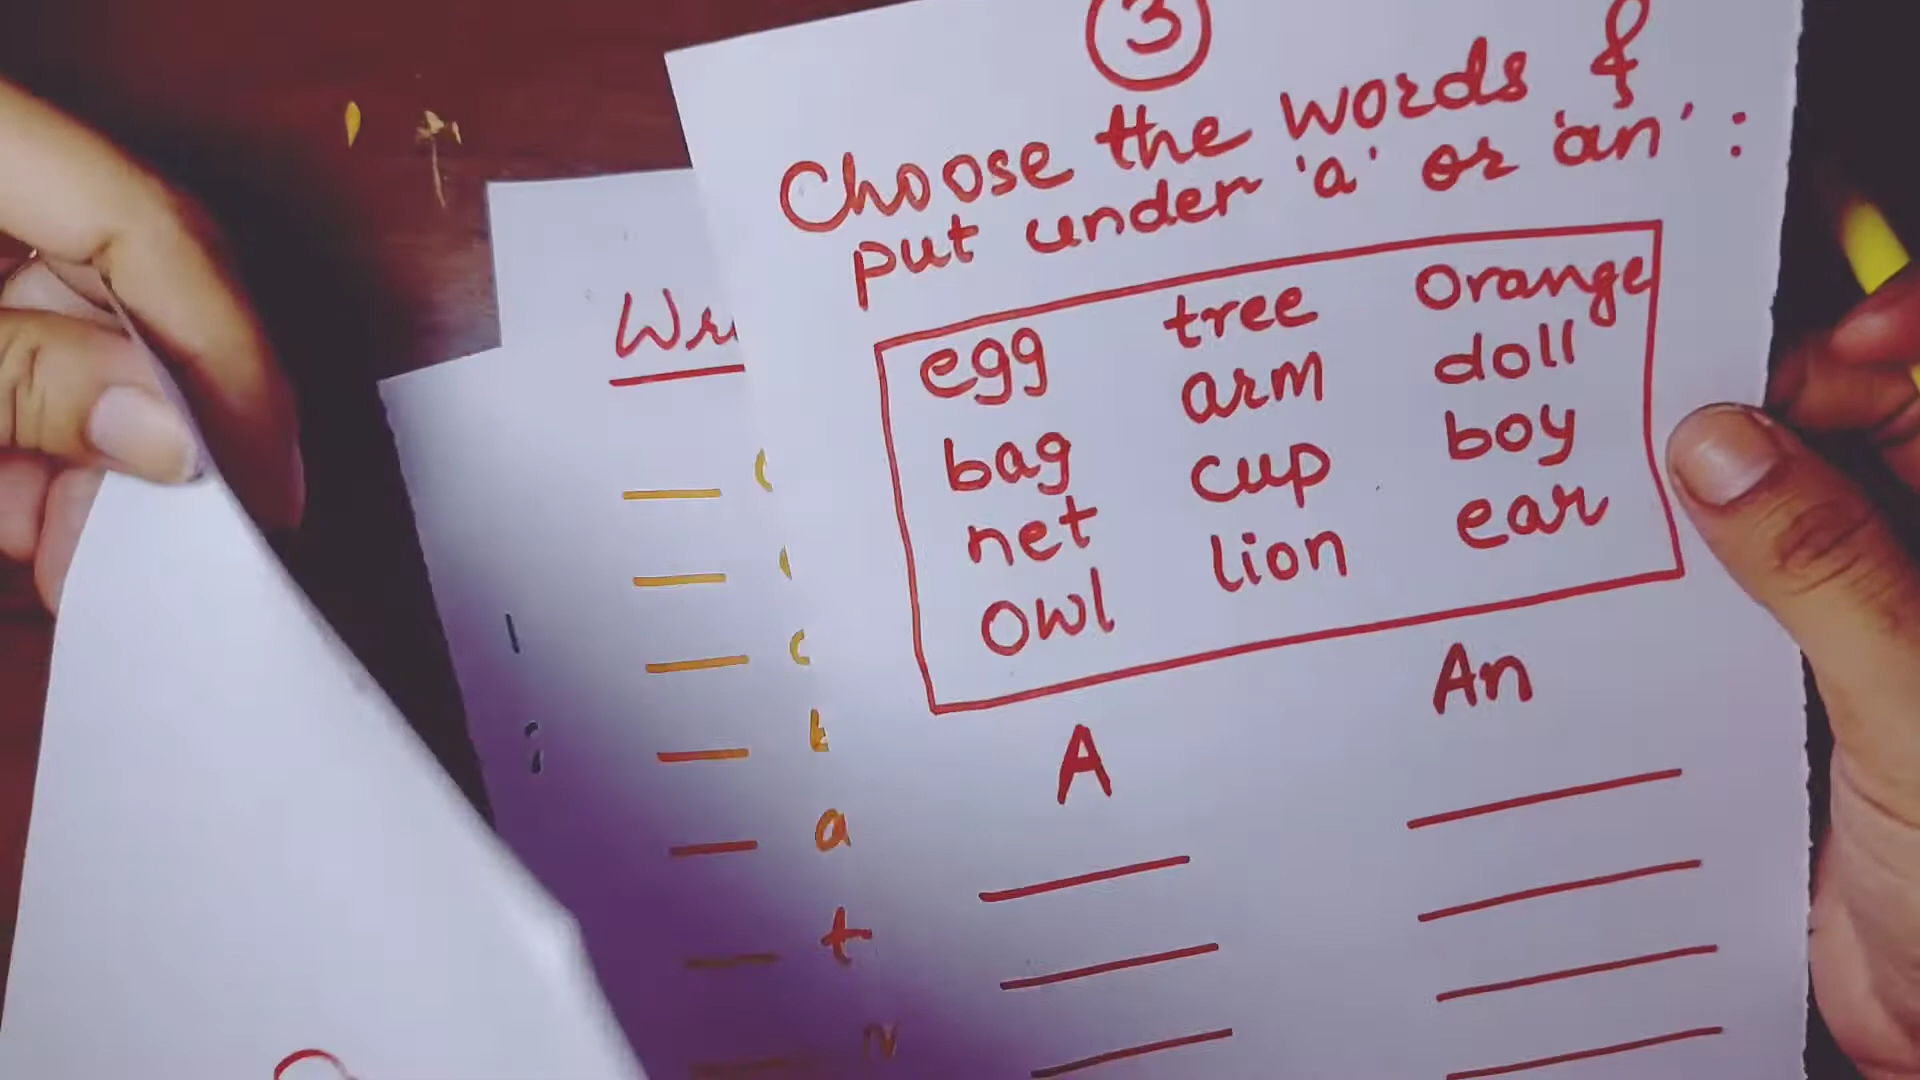 3
Choose the words &
put under 'a' or 'an' :
egg tree orange
bag arm doll
net cup boy
owl lion ear
A An
a
t